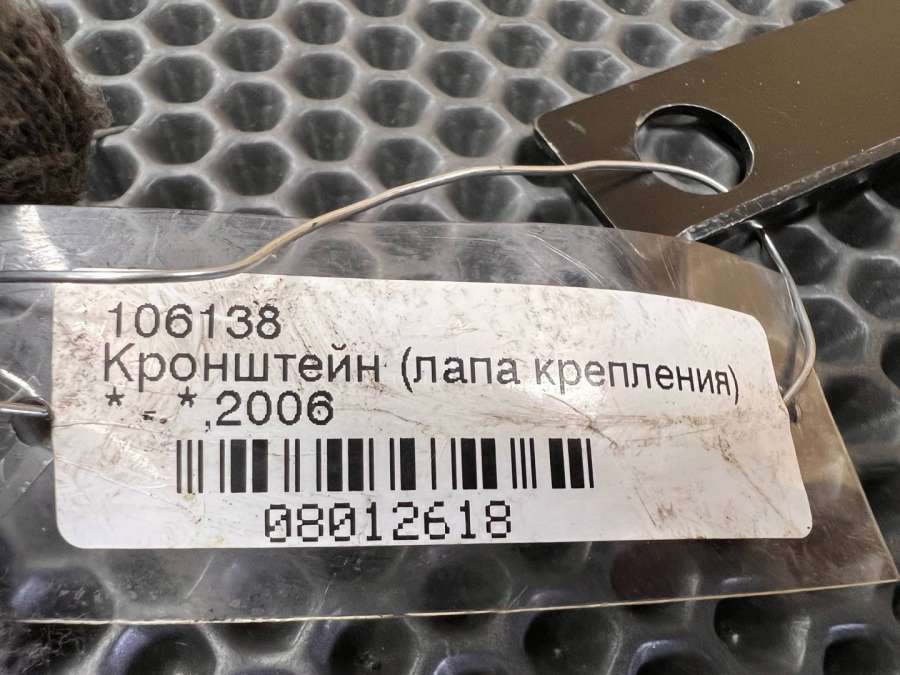 106138
Кронштейн (лапа крепления)
* -. * ,2006
08012618